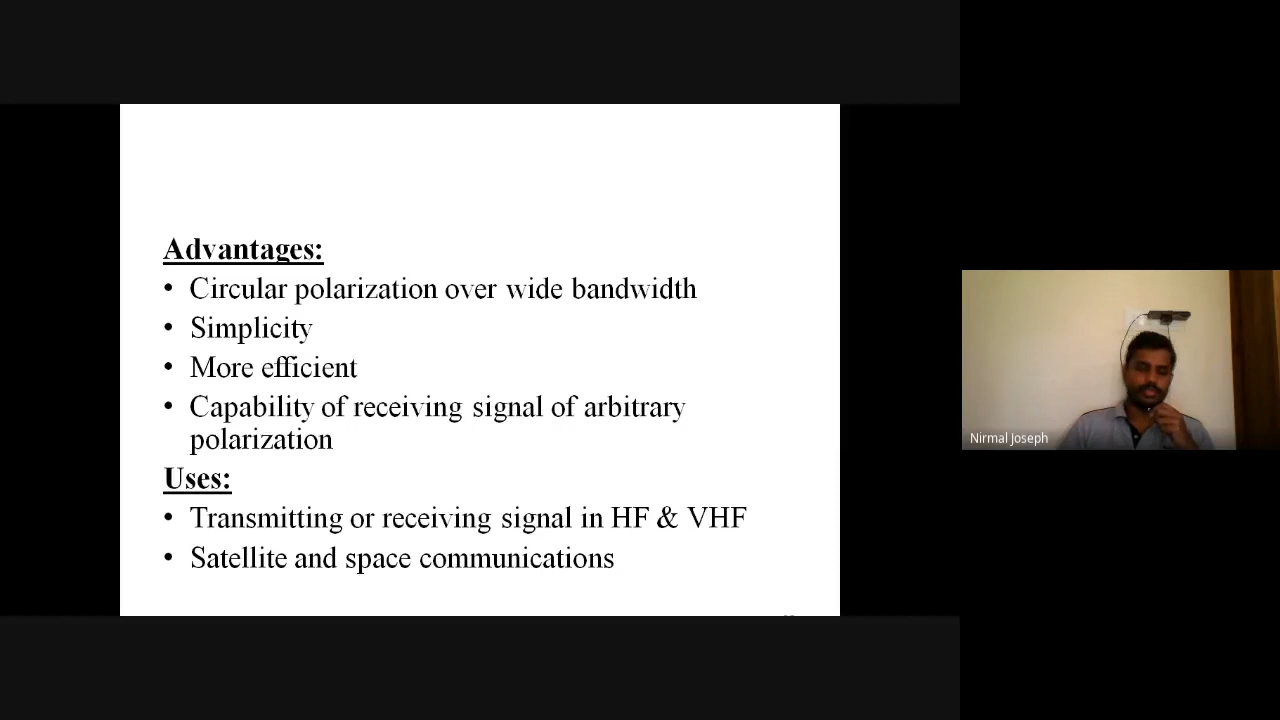 Advantages:
• Circular polarization over wide bandwidth
• Simplicity
• More efficient
• Capability of receiving signal of arbitrary
polarization
Uses:
• Transmitting or receiving signal in HF & VHF
• Satellite and space communications
Nirmal Joseph